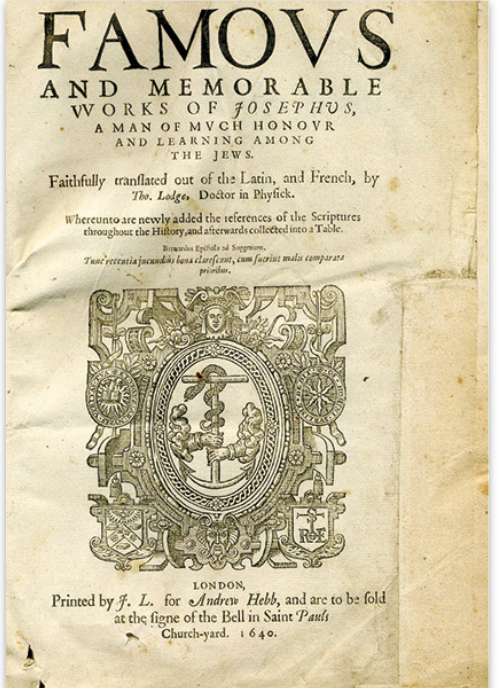 FAMOVS
AND MEMORABLE
WORKS OF JOSEPHVS,
A MAN OF MVCH HONOVR
AND LEARNING AMONG
THE JEWS.
Faithfully translated out of the Latin, and French, by
Tho. Lodge, Doctor in Physick.
Whereunto are newly added the references of the Scriptures
throughout the History, and afterwards collected into a Table.
Bernardus Epistola ad Suggerium.
Tunc recentia jucundiùs bona clarescunt, cum fuerint malis comparata
prioribus.
R E
LONDON,
Printed by J. L. for Andrew Hebb, and are to be sold
at the signe of the Bell in Saint Pauls
Church-yard. 1640.